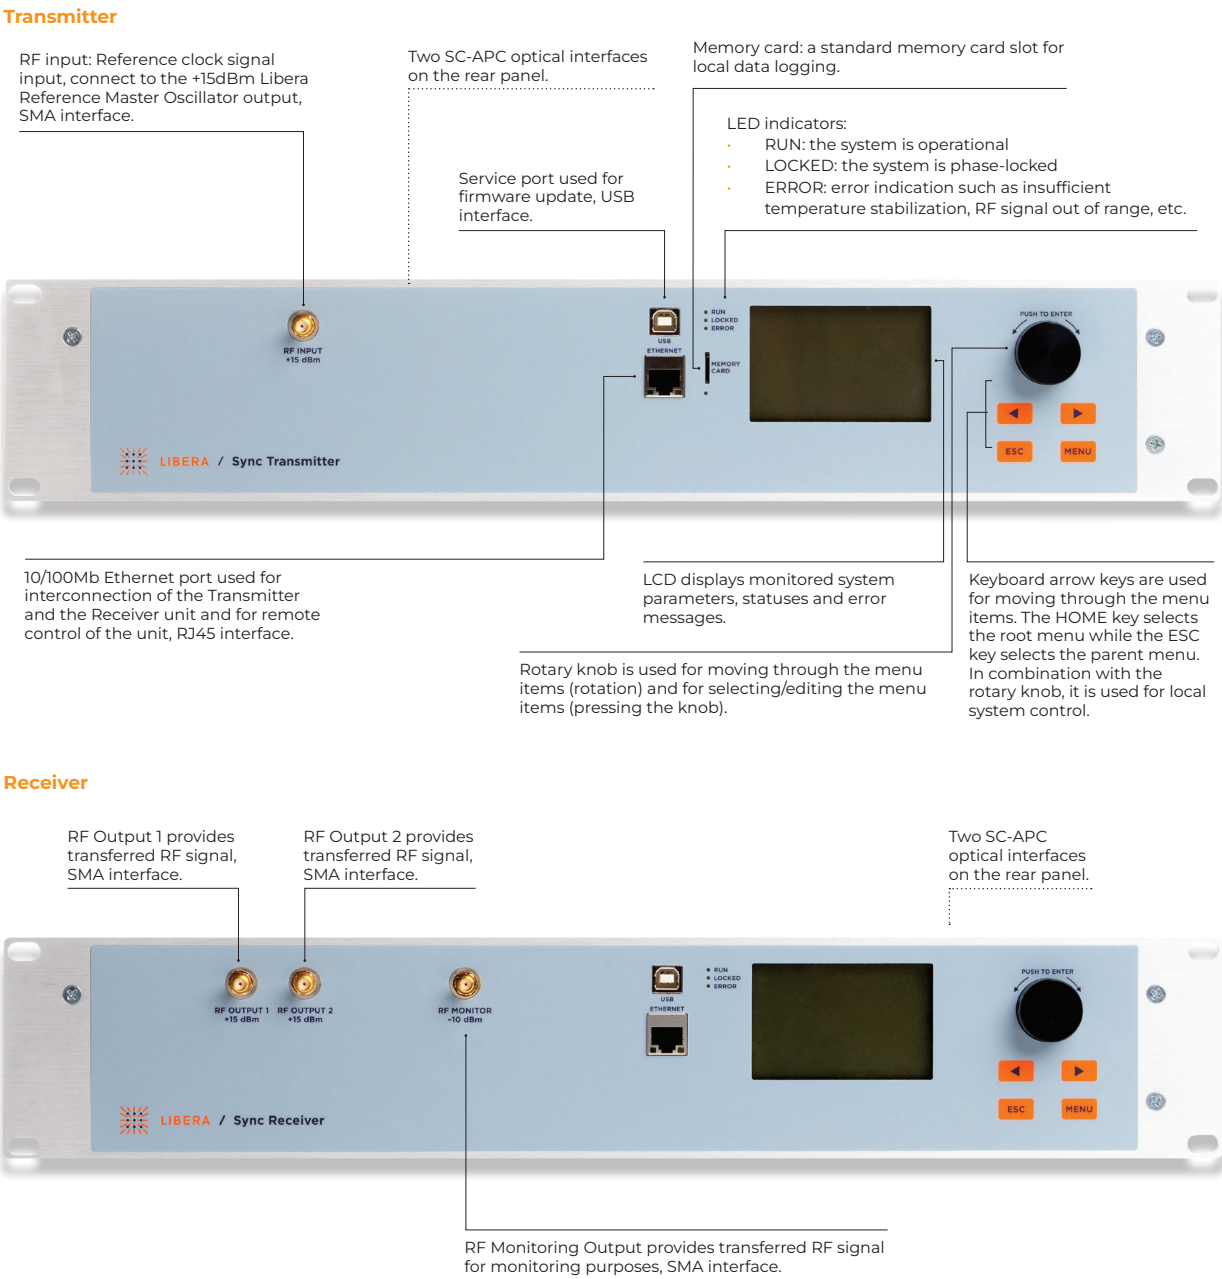 Transmitter
RF input: Reference clock signal
input, connect to the +15dBm Libera
Reference Master Oscillator output,
SMA interface.
Two SC-APC optical interfaces
on the rear panel.
Memory card: a standard memory card slot for
local data logging.
LED indicators:
· RUN: the system is operational
· LOCKED: the system is phase-locked
· ERROR: error indication such as insufficient
temperature stabilization, RF signal out of range, etc.
Service port used for
firmware update, USB
interface.
RF INPUT
+15 dBm
USB
ETHERNET
RUN
LOCKED
ERROR
MEMORY
CARD
PUSH TO ENTER
ESC
MENU
LIBERA / Sync Transmitter
10/100Mb Ethernet port used for
interconnection of the Transmitter
and the Receiver unit and for remote
control of the unit, RJ45 interface.
LCD displays monitored system
parameters, statuses and error
messages.
Rotary knob is used for moving through the menu
items (rotation) and for selecting/editing the menu
items (pressing the knob).
Keyboard arrow keys are used
for moving through the menu
items. The HOME key selects
the root menu while the ESC
key selects the parent menu.
In combination with the
rotary knob, it is used for local
system control.
Receiver
RF Output 1 provides
transferred RF signal,
SMA interface.
RF Output 2 provides
transferred RF signal,
SMA interface.
Two SC-APC
optical interfaces
on the rear panel.
RF OUTPUT 1
+15 dBm
RF OUTPUT 2
+15 dBm
RF MONITOR
-10 dBm
USB
ETHERNET
RUN
LOCKED
ERROR
PUSH TO ENTER
ESC
MENU
LIBERA / Sync Receiver
RF Monitoring Output provides transferred RF signal
for monitoring purposes, SMA interface.